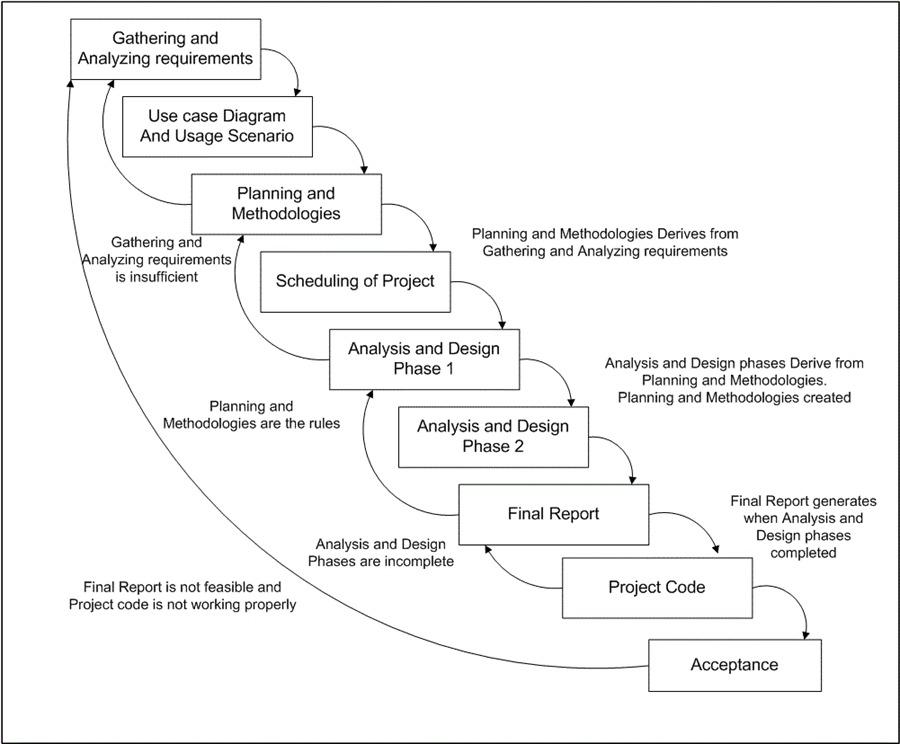 Gathering and
Analyzing requirements
Use case Diagram
And Usage Scenario
Planning and
Methodologies
Planning and Methodologies Derives from
Gathering and Analyzing requirements
Gathering and
Analyzing requirements
is insufficient
Scheduling of Project
Analysis and Design
Phase 1
Analysis and Design phases Derive from
Planning and Methodologies.
Planning and Methodologies created
Planning and
Methodologies are the rules
Analysis and Design
Phase 2
Final Report
Final Report generates
when Analysis and
Design phases
completed
Analysis and Design
Phases are incomplete
Project Code
Final Report is not feasible and
Project code is not working properly
Acceptance